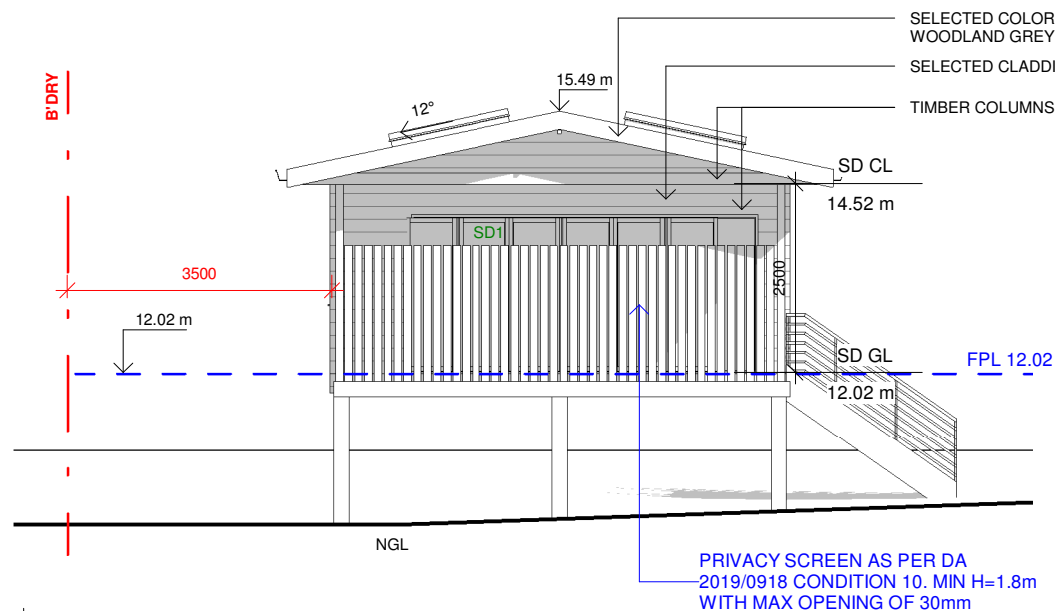 SELECTED COLOR
WOODLAND GREY
SELECTED CLADDI
TIMBER COLUMNS
B'DRY
15.49 m
12°
SD CL
14.52 m
SD1
3500
2500
12.02 m
SD GL
FPL 12.02
12.02 m
NGL
PRIVACY SCREEN AS PER DA
2019/0918 CONDITION 10. MIN H=1.8m
WITH MAX OPENING OF 30mm